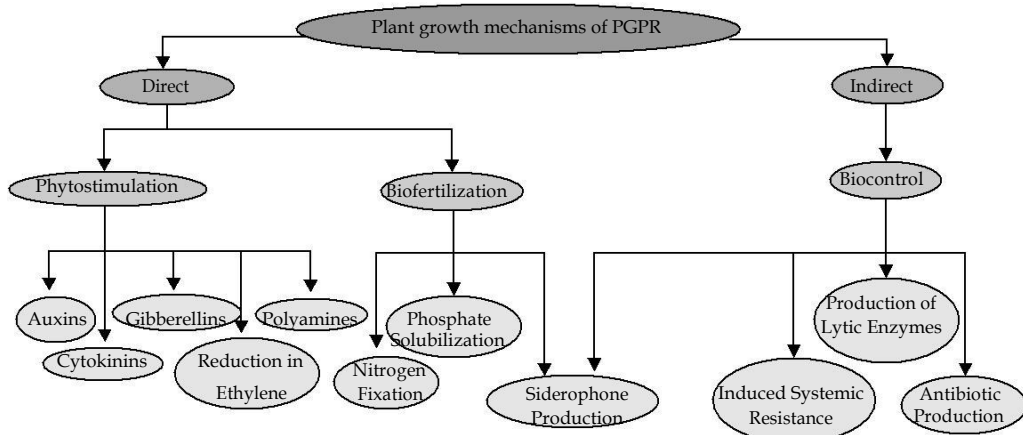 Plant growth mechanisms of PGPR
Direct
Indirect
Phytostimulation
Biofertilization
Biocontrol
Auxins
Cytokinins
Gibberellins
Reduction in
Ethylene
Polyamines
Nitrogen
Fixation
Phosphate
Solubilization
Siderophone
Production
Induced Systemic
Resistance
Production of
Lytic Enzymes
Antibiotic
Production